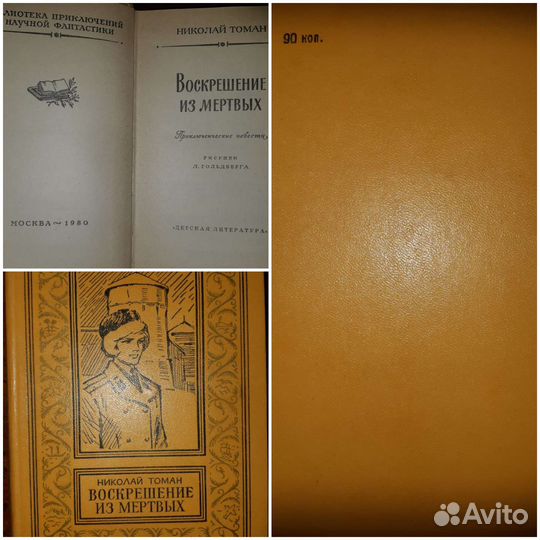 БЛИОТЕКА ПРИКЛЮЧЕНИЙ
НАУЧНОЙ ФАНТАСТИКИ
МОСКВА ~ 1980
НИКОЛАЙ ТОМАН
ВОСКРЕШЕНИЕ
ИЗ МЕРТВЫХ
Приключенческие повести
РИСУНКИ
Л. ГОЛЬДБЕРГА
«ДЕТСКАЯ ЛИТЕРАТУРА»
90 коп.
НИКОЛАЙ ТОМАН
ВОСКРЕШЕНИЕ
ИЗ МЕРТВЫХ
Avito